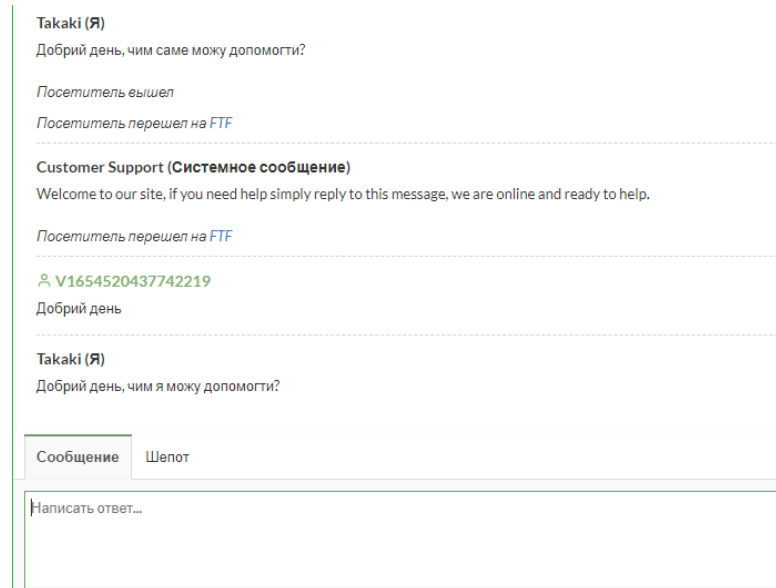 Takaki (Я)
Добрий день, чим саме можу допомогти?
Посетитель вышел
Посетитель перешел на FTF
Customer Support (Системное сообщение)
Welcome to our site, if you need help simply reply to this message, we are online and ready to help.
Посетитель перешел на FTF
V1654520437742219
Добрий день
Takaki (Я)
Добрий день, чим я можу допомогти?
Сообщение Шепот
Написать ответ...